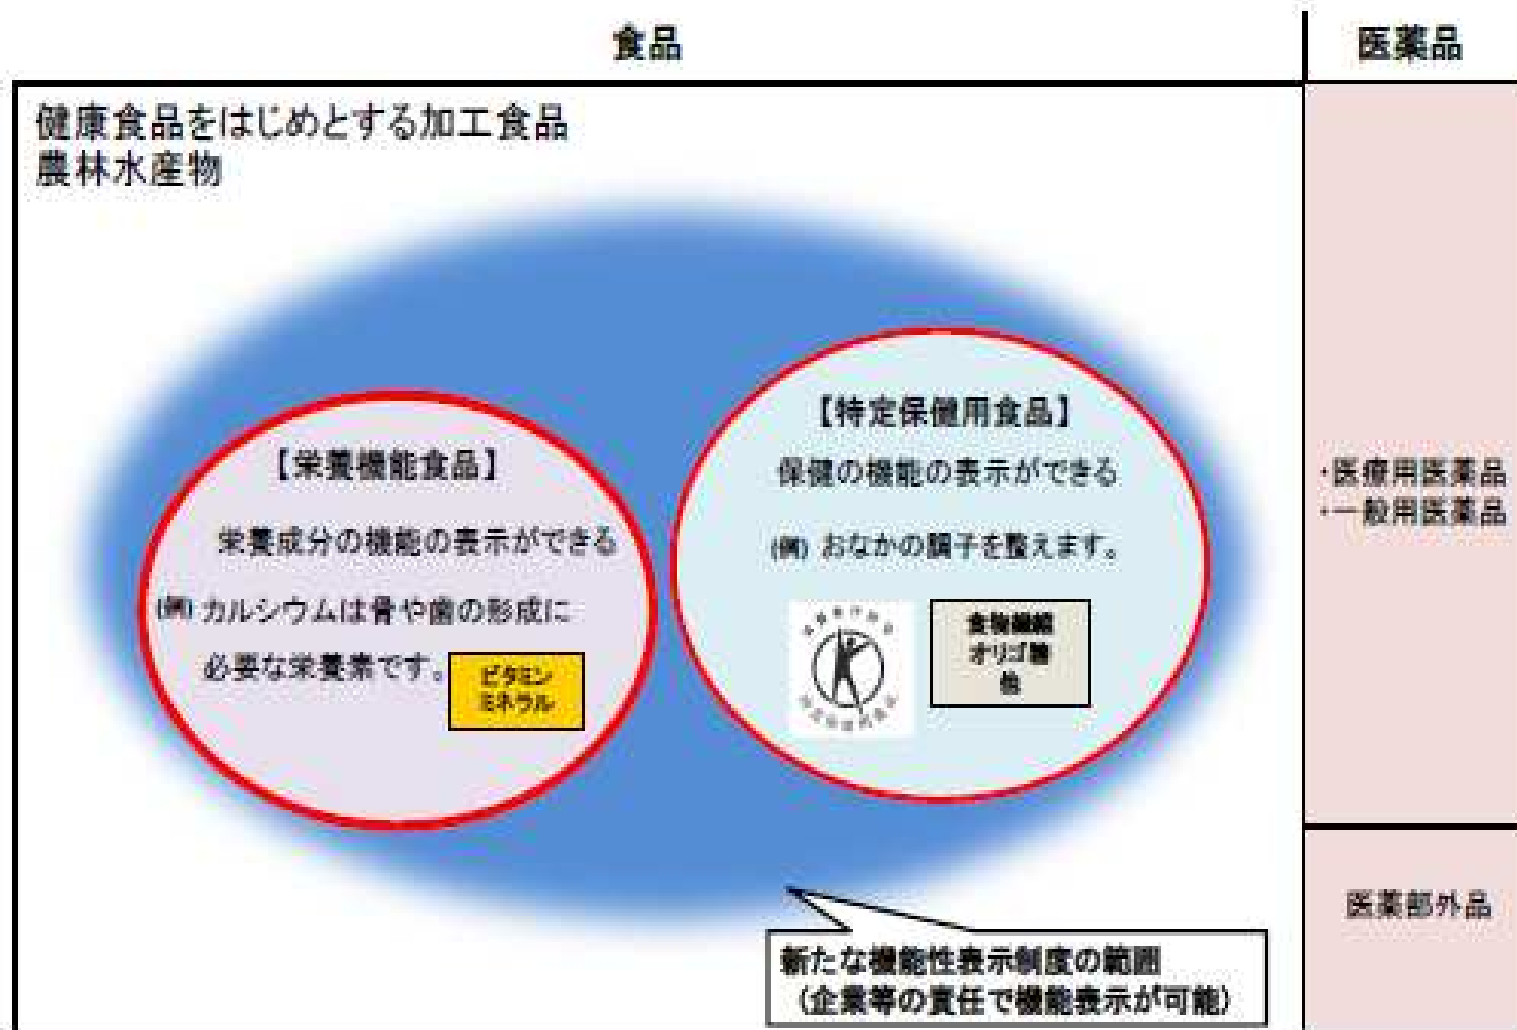 食品
医薬品
健康食品をはじめとする加工食品
農林水産物
【特定保健用食品】
保健の機能の表示ができる
(例) おなかの調子を整えます。
食物繊維
オリゴ糖
他
【栄養機能食品】
栄養成分の機能の表示ができる
(例) カルシウムは骨や歯の形成に
必要な栄養素です。
ビタミン
ミネラル
・医療用医薬品
・一般用医薬品
医薬部外品
新たな機能性表示制度の範囲
(企業等の責任で機能表示が可能)